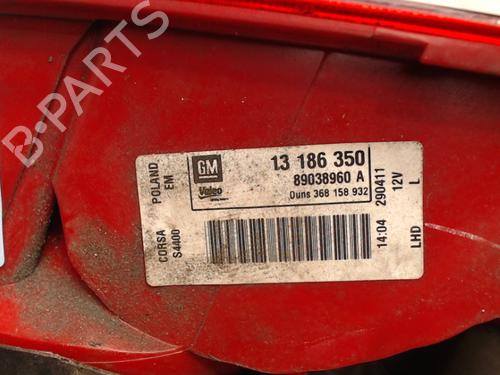 B-PARTS
POLAND
EM
GM
Valeo
13 186 350
89038960 A
Duns 368 158 932
CORSA
S4400
14:04 290411
12V
LHD
L